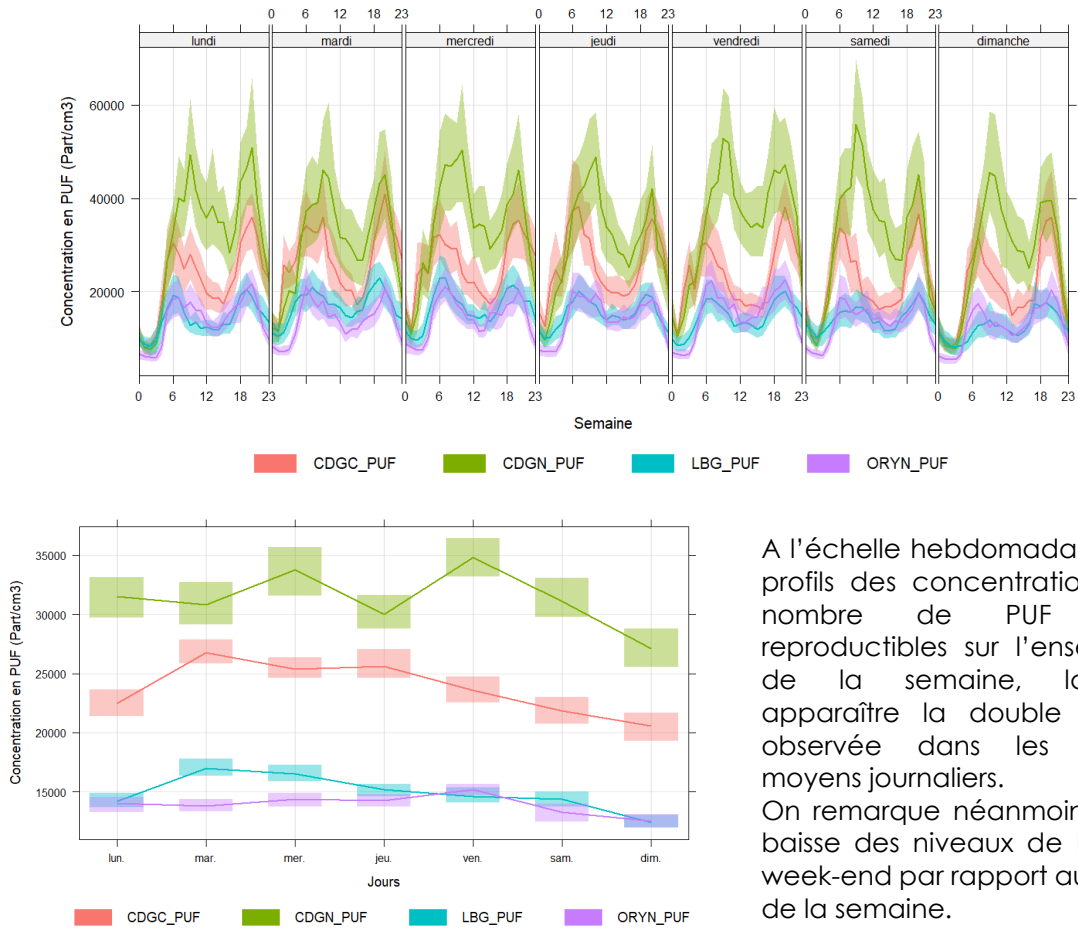 0 6 12 18 23 0 6 12 18 23 0 6 12 18 23
lundi mardi mercredi jeudi vendredi samedi dimanche
Concentration en PUF (Part/cm3)
60000
40000
20000
0 6 12 18 23 0 6 12 18 23 0 6 12 18 23 0 6 12 18 23
Semaine
CDGC_PUF CDGN_PUF LBG_PUF ORYN_PUF
Concentration en PUF (Part/cm3)
35000
30000
25000
20000
15000
lun. mar. mer. jeu. ven. sam. dim.
Jours
CDGC_PUF CDGN_PUF LBG_PUF ORYN_PUF
A l'échelle hebdomada
profils des concentratio
nombre de PUF
reproductibles sur l'ense
de la semaine, la
apparaître la double
observée dans les
moyens journaliers.
On remarque néanmoin
baisse des niveaux de
week-end par rapport au
de la semaine.